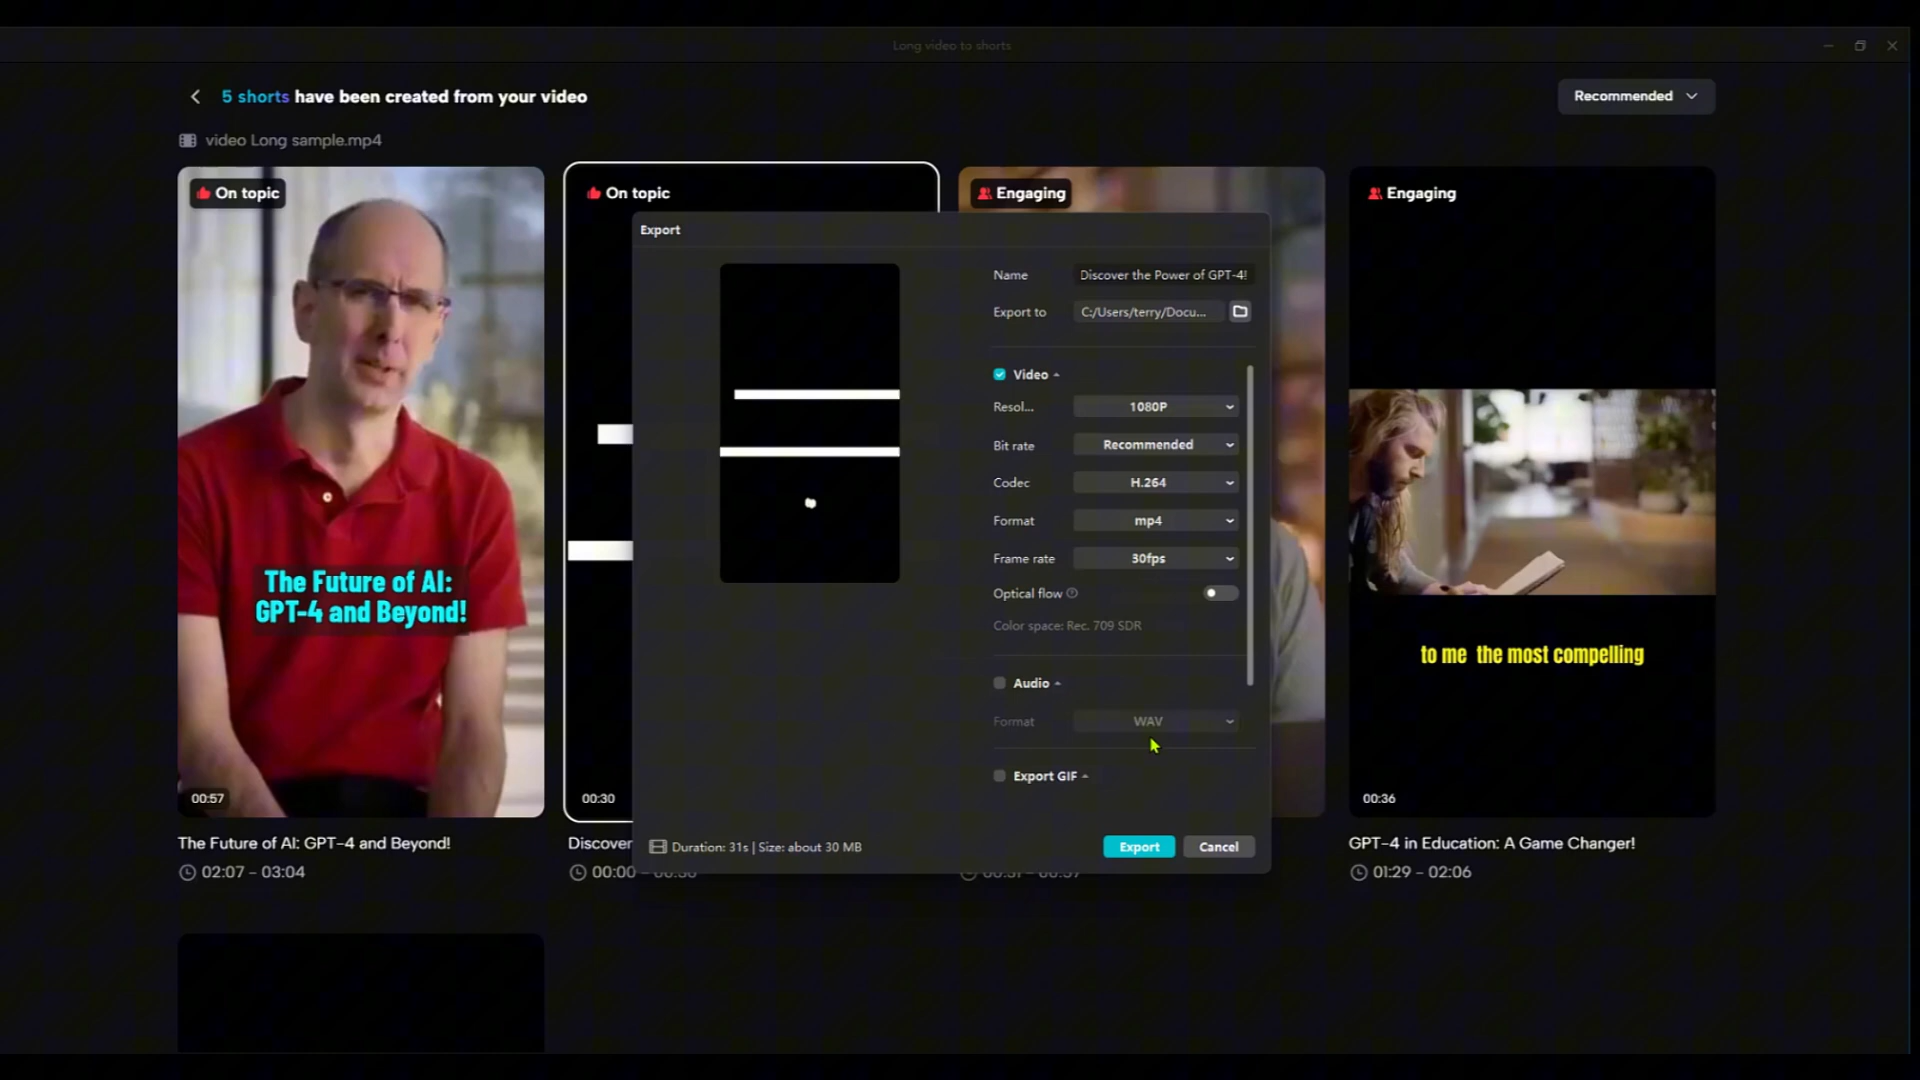 Long video to shorts
5 shorts have been created from your video
Recommended
video Long sample.mp4
On topic
On topic
Engaging
Engaging
Export
Name
Discover the Power of GPT-4!
Export to
C:/Users/terry/Docu...
Video
Resol...
1080P
Bit rate
Recommended
Codec
H.264
Format
mp4
Frame rate
30fps
Optical flow
Color space: Rec. 709 SDR
Audio
Format
WAV
Export GIF
Duration: 31s | Size: about 30 MB
Export
Cancel
The Future of AI:
GPT-4 and Beyond!
to me the most compelling
00:57
00:30
00:36
The Future of AI: GPT-4 and Beyond!
Discover
GPT-4 in Education: A Game Changer!
02:07 – 03:04
00:00
01:29 – 02:06